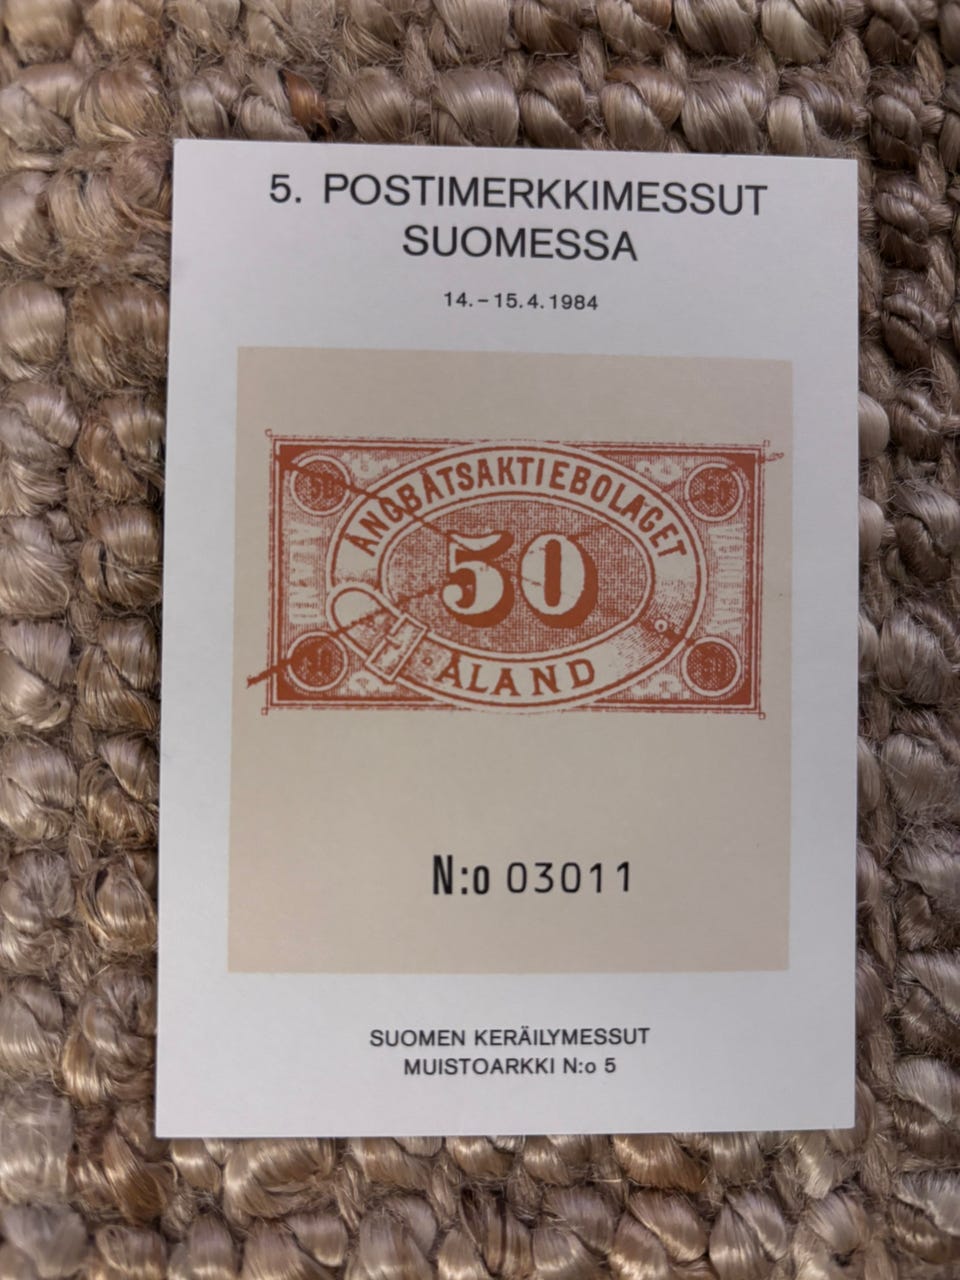 5. POSTIMERKKIMESSUT
SUOMESSA
14.–15.4.1984
ÅNGBÅTSAKTIEBOLAGET
50
ÅLAND
N:o 03011
SUOMEN KERÄILYMESSUT
MUISTOARKKI N:o 5